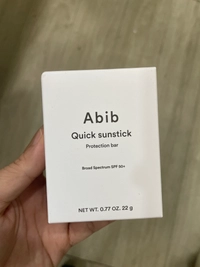 Abib
Quick sunstick
Protection bar
Broad Spectrum SPF 50+
NET WT. 0.77 OZ. 22 g